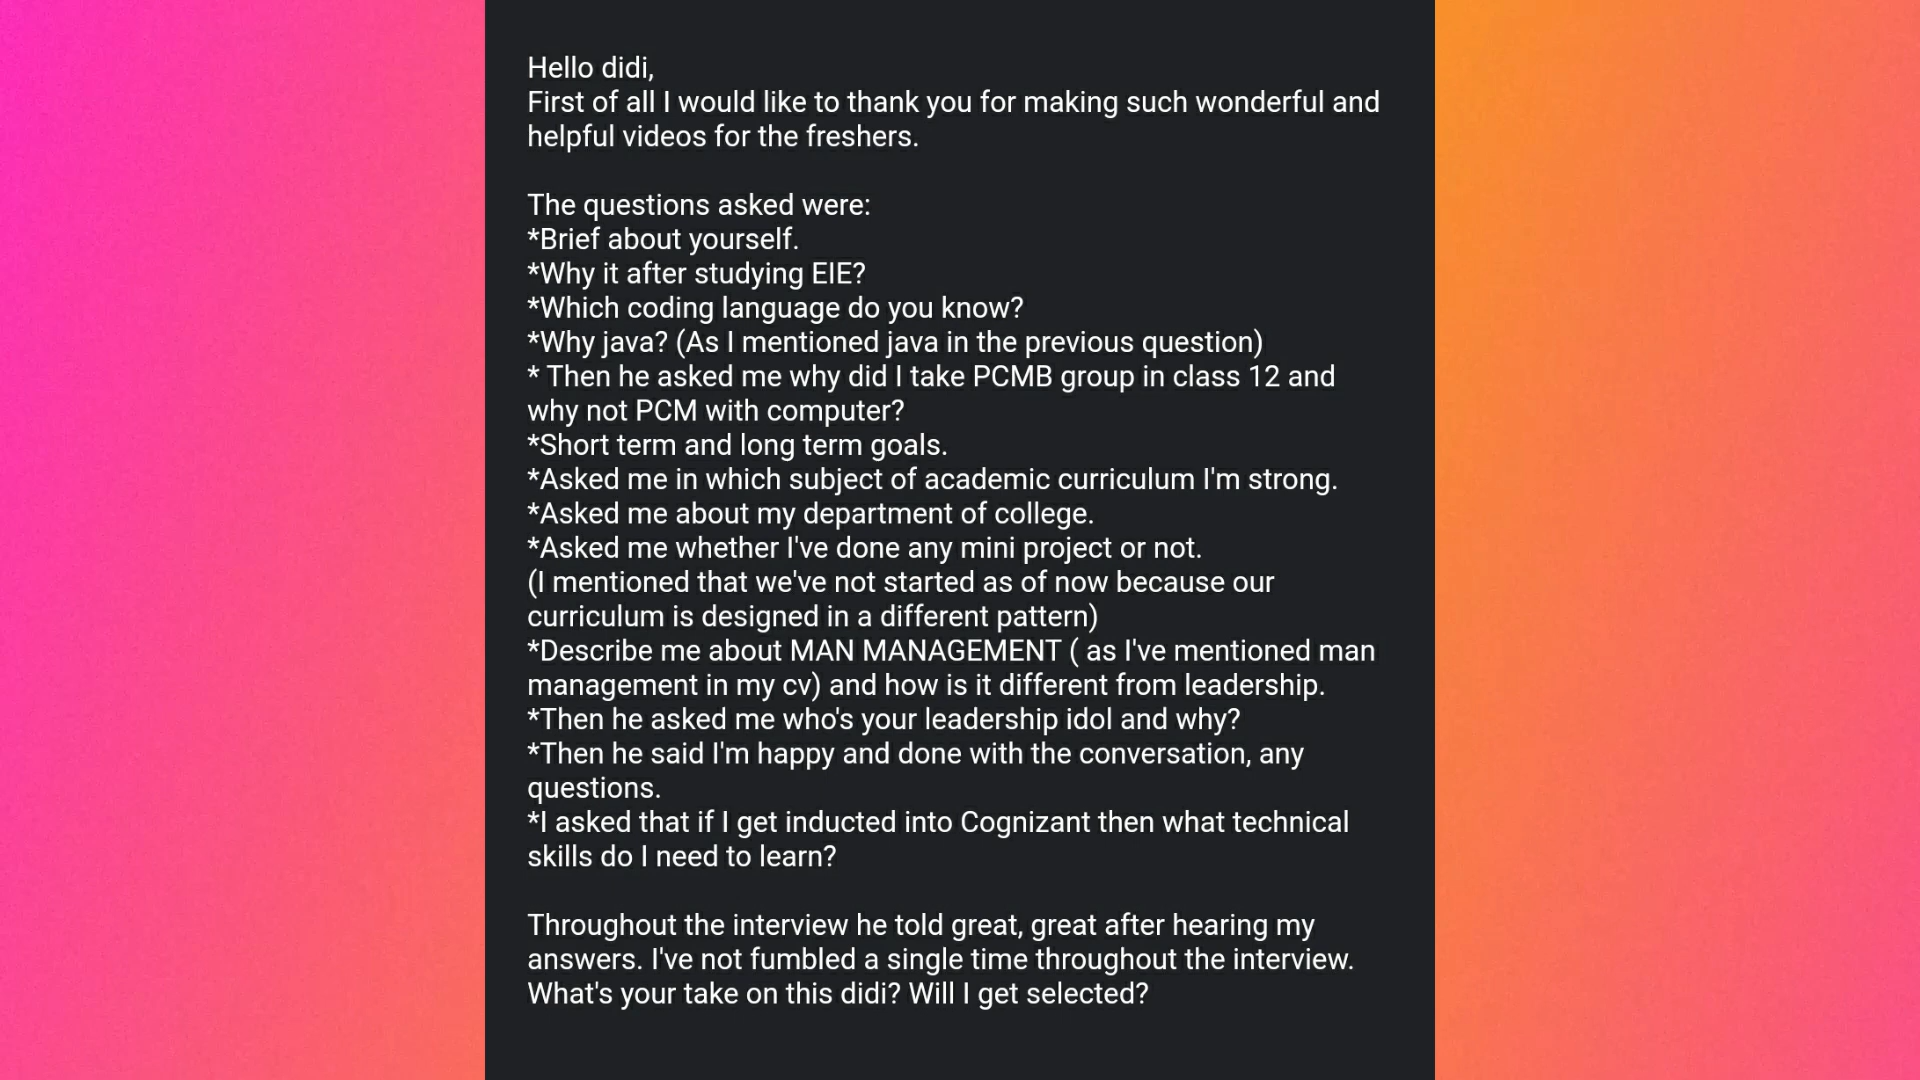 Hello didi,
First of all I would like to thank you for making such wonderful and
helpful videos for the freshers.
The questions asked were:
*Brief about yourself.
*Why it after studying EIE?
*Which coding language do you know?
*Why java? (As I mentioned java in the previous question)
* Then he asked me why did I take PCMB group in class 12 and
why not PCM with computer?
*Short term and long term goals.
*Asked me in which subject of academic curriculum I'm strong.
*Asked me about my department of college.
*Asked me whether I've done any mini project or not.
(I mentioned that we've not started as of now because our
curriculum is designed in a different pattern)
*Describe me about MAN MANAGEMENT ( as I've mentioned man
management in my cv) and how is it different from leadership.
*Then he asked me who's your leadership idol and why?
*Then he said I'm happy and done with the conversation, any
questions.
*I asked that if I get inducted into Cognizant then what technical
skills do I need to learn?
Throughout the interview he told great, great after hearing my
answers. I've not fumbled a single time throughout the interview.
What's your take on this didi? Will I get selected?